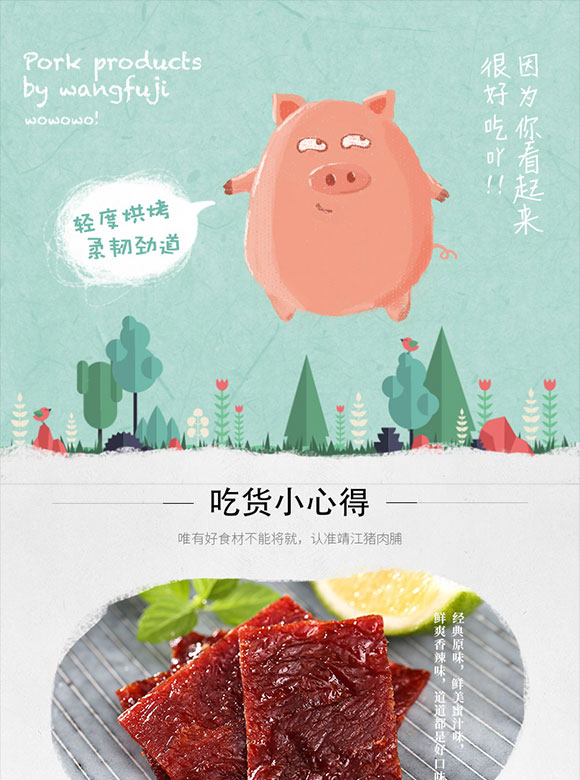 Pork products
by wangfuji
wowowo!
因为你看起来
很好吃吖!!
轻度烘烤
柔韧劲道
吃货小心得
唯有好食材不能将就，认准靖江猪肉脯
经典原味，鲜美蜜汁味，
鲜爽香辣味，道道都是好口味